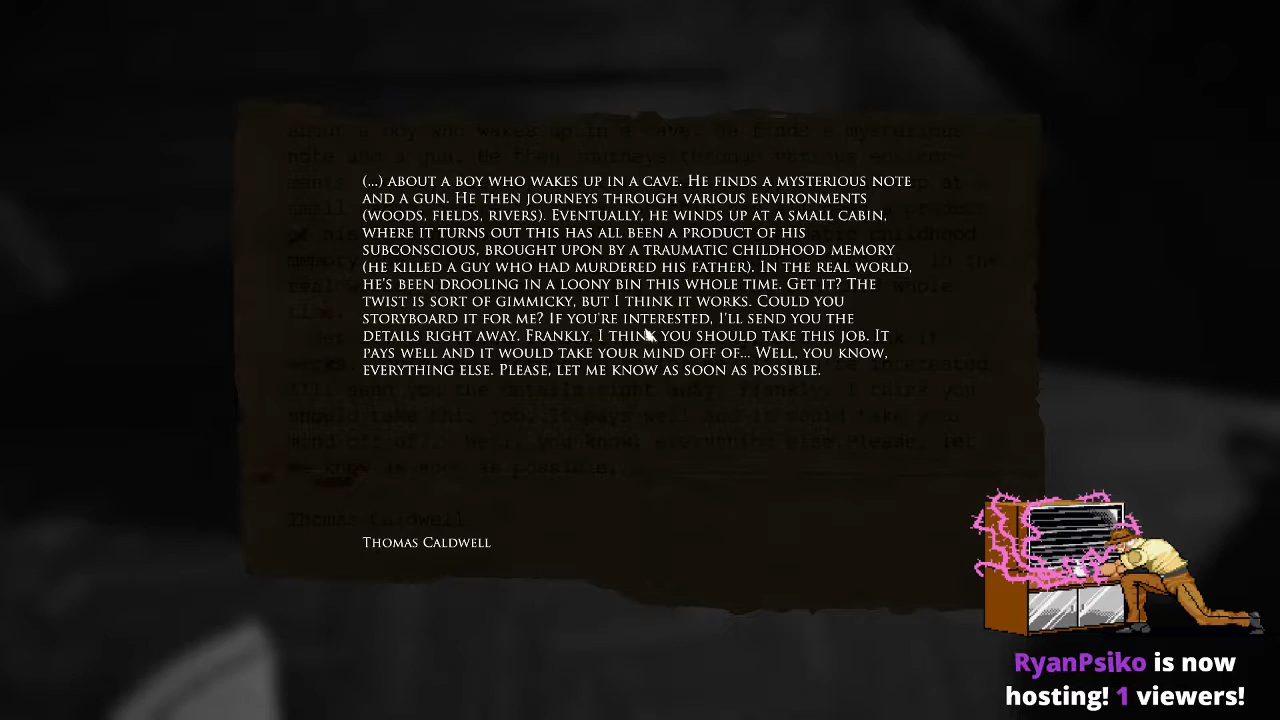 (...) ABOUT A BOY WHO WAKES UP IN A CAVE. HE FINDS A MYSTERIOUS NOTE
AND A GUN. HE THEN JOURNEYS THROUGH VARIOUS ENVIRONMENTS
(WOODS, FIELDS, RIVERS). EVENTUALLY, HE WINDS UP AT A SMALL CABIN,
WHERE IT TURNS OUT THIS HAS ALL BEEN A PRODUCT OF HIS
SUBCONSCIOUS, BROUGHT UPON BY A TRAUMATIC CHILDHOOD MEMORY
(HE KILLED A GUY WHO HAD MURDERED HIS FATHER). IN THE REAL WORLD,
HE'S BEEN DROOLING IN A LOONY BIN THIS WHOLE TIME. GET IT? THE
TWIST IS SORT OF GIMMICKY, BUT I THINK IT WORKS. COULD YOU
STORYBOARD IT FOR ME? IF YOU'RE INTERESTED, I'LL SEND YOU THE
DETAILS RIGHT AWAY. FRANKLY, I THINK YOU SHOULD TAKE THIS JOB. IT
PAYS WELL AND IT WOULD TAKE YOUR MIND OFF OF... WELL, YOU KNOW,
EVERYTHING ELSE. PLEASE, LET ME KNOW AS SOON AS POSSIBLE.
THOMAS CALDWELL
RyanPsiko is now
hosting! 1 viewers!